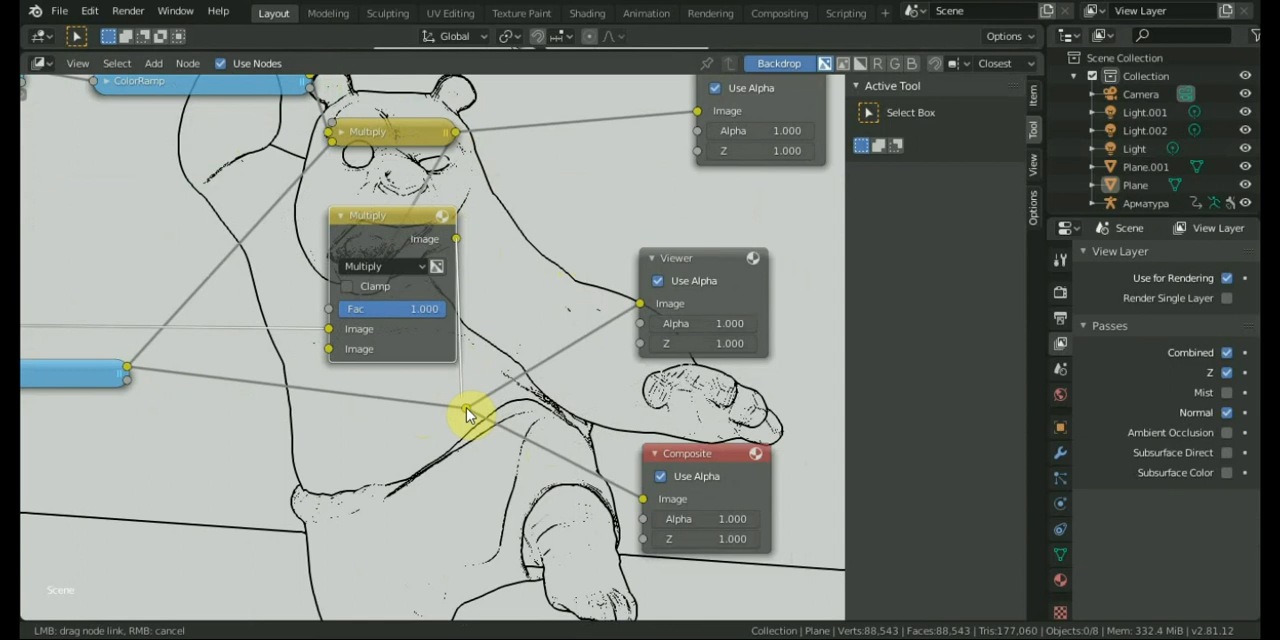 File Edit Render Window Help Layout Modeling Sculpting UV Editing Texture Paint Shading Animation Rendering Compositing Scripting + Scene View Layer
Global Options
View Select Add Node Use Nodes Backdrop R G B Closest
ColorRamp
Multiply
Use Alpha
Image
Alpha 1.000
Z 1.000
Multiply
Image
Multiply
Clamp
Fac 1.000
Image
Image
Viewer
Use Alpha
Image
Alpha 1.000
Z 1.000
Composite
Use Alpha
Image
Alpha 1.000
Z 1.000
Scene
Active Tool
Select Box
Item
Tool
View
Options
Scene Collection
Collection
Camera
Light.001
Light.002
Light
Plane.001
Plane
Арматура
Scene View Layer
View Layer
Use for Rendering
Render Single Layer
Passes
Combined
Z
Mist
Normal
Ambient Occlusion
Subsurface Direct
Subsurface Color
LMB: drag node link, RMB: cancel
Collection | Plane | Verts:88,543 | Faces:88,543 | Tris:177,060 | Objects:0/8 | Mem: 332.4 MiB | v2.81.12